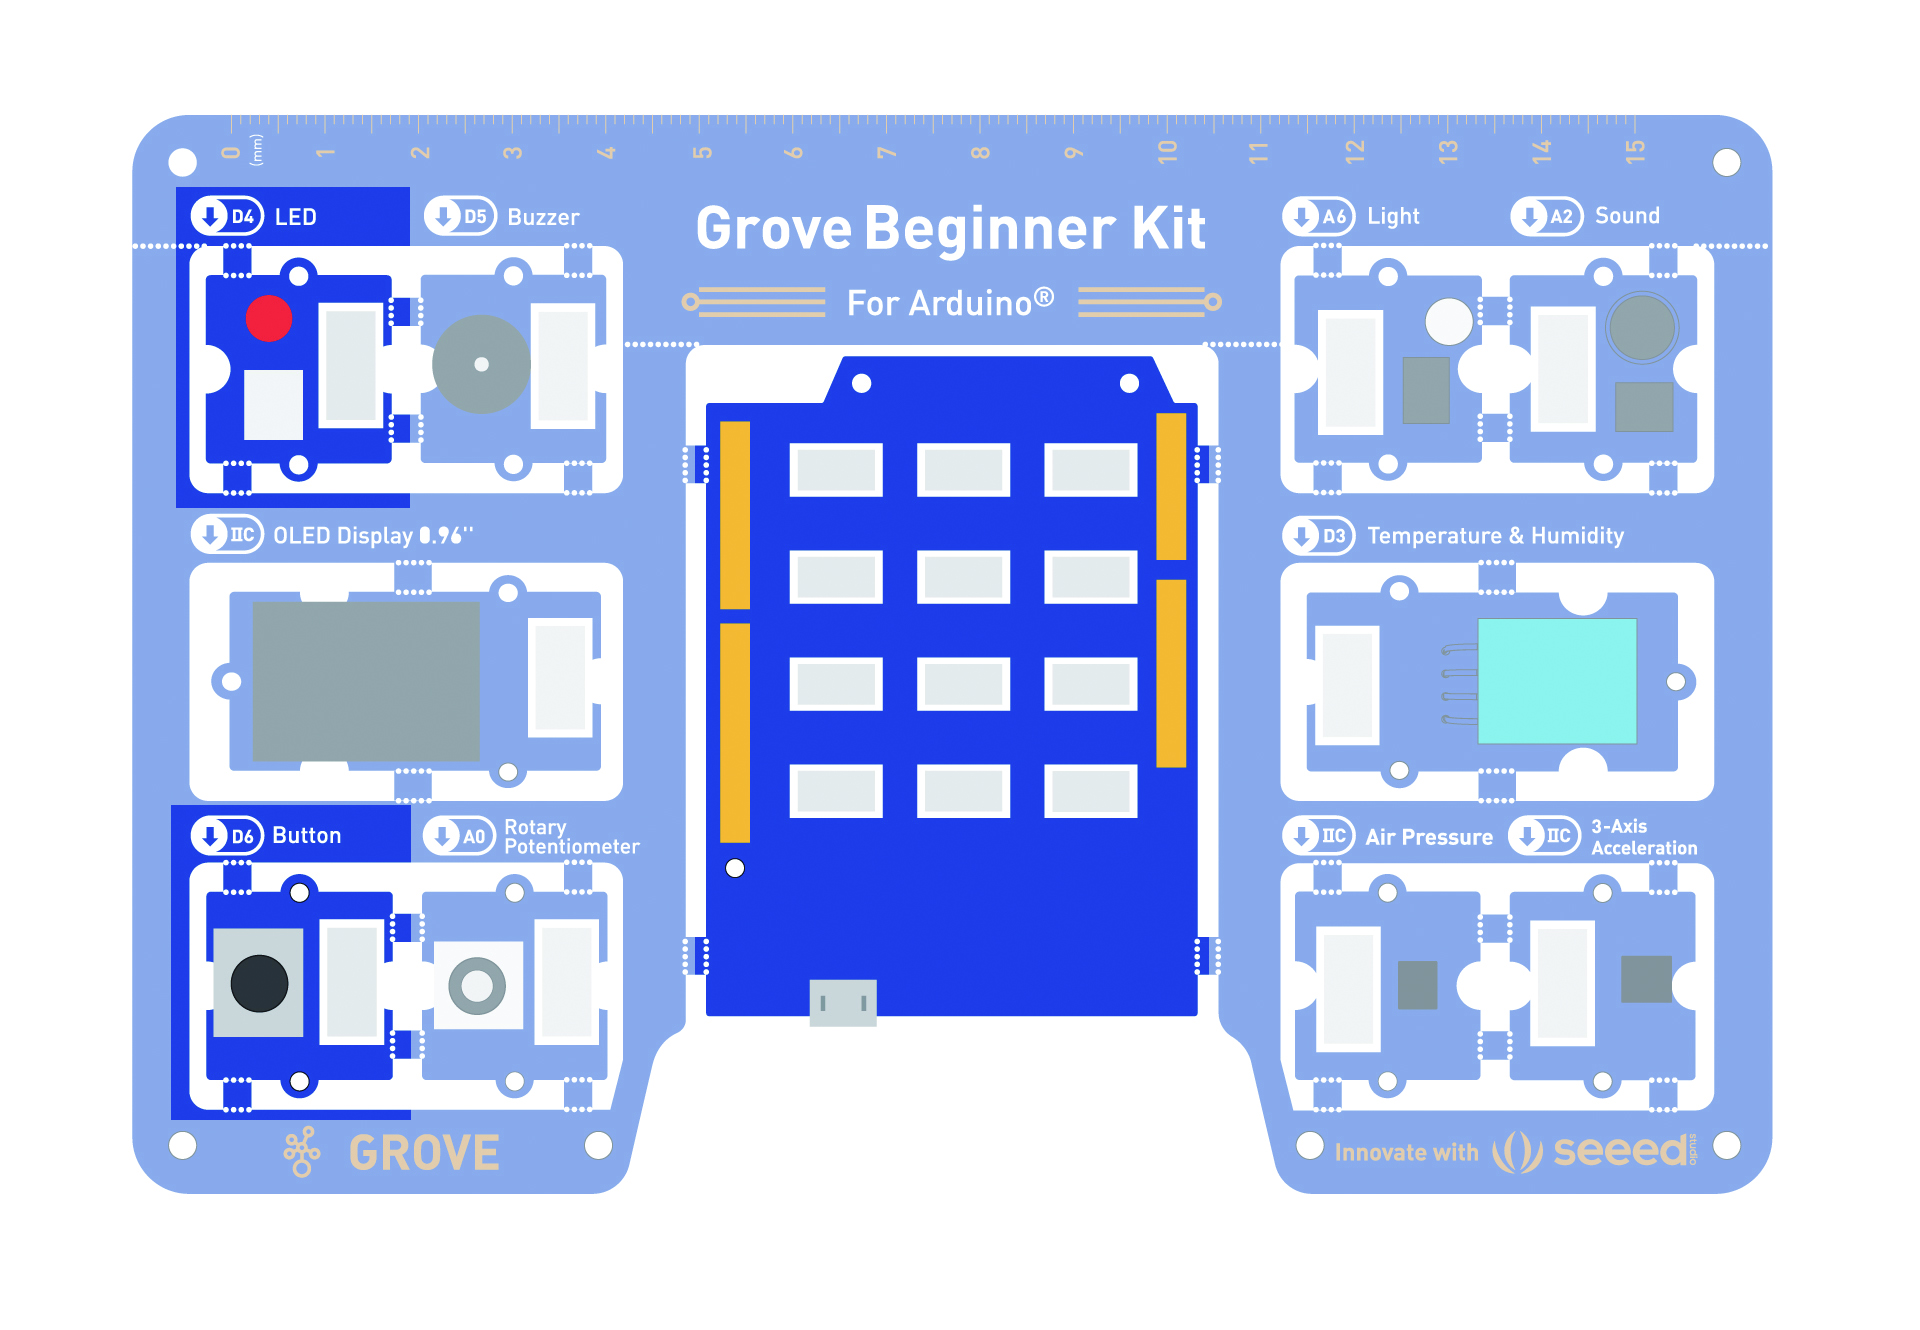 0 1 2 3 4 5 6 7 8 9 10 11 12 13 14 15
(mm)
D4 LED
D5 Buzzer
Grove Beginner Kit
For Arduino®
A6 Light
A2 Sound
IIC OLED Display 0.96''
D3 Temperature & Humidity
D6 Button
A0 Rotary
Potentiometer
IIC Air Pressure
IIC 3-Axis
Acceleration
GROVE
Innovate with seeed studio